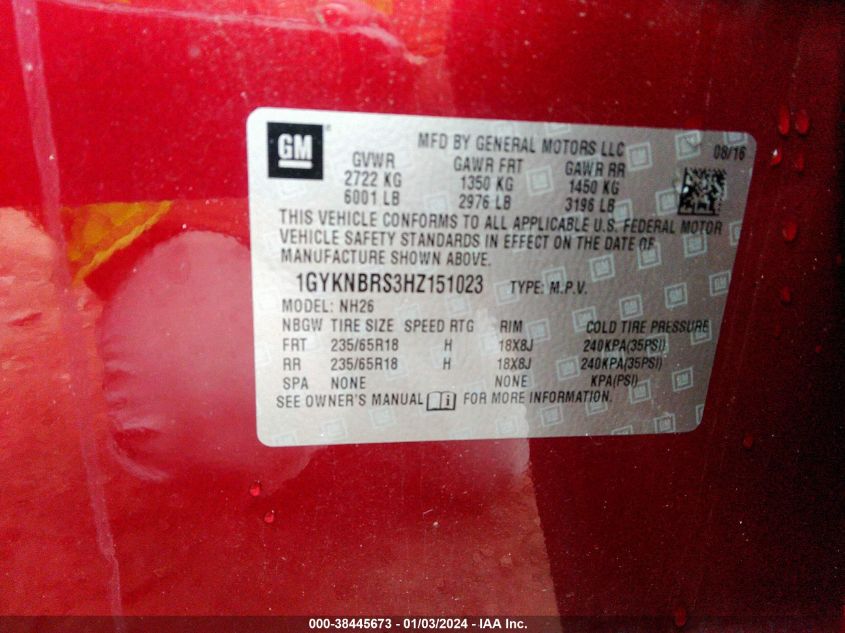 GM
MFD BY GENERAL MOTORS LLC 08/16
GVWR GAWR FRT GAWR RR
2722 KG 1350 KG 1450 KG
6001 LB 2976 LB 3196 LB
THIS VEHICLE CONFORMS TO ALL APPLICABLE U.S. FEDERAL MOTOR
VEHICLE SAFETY STANDARDS IN EFFECT ON THE DATE OF
MANUFACTURE SHOWN ABOVE.
1GYKNBRS3HZ151023 TYPE: M.P.V.
MODEL: NH26
NBGW TIRE SIZE SPEED RTG RIM COLD TIRE PRESSURE
FRT 235/65R18 H 18X8J 240KPA(35PSI)
RR 235/65R18 H 18X8J 240KPA(35PSI)
SPA NONE NONE KPA(PSI)
SEE OWNER'S MANUAL i FOR MORE INFORMATION.
000-38445673 - 01/03/2024 - IAA Inc.